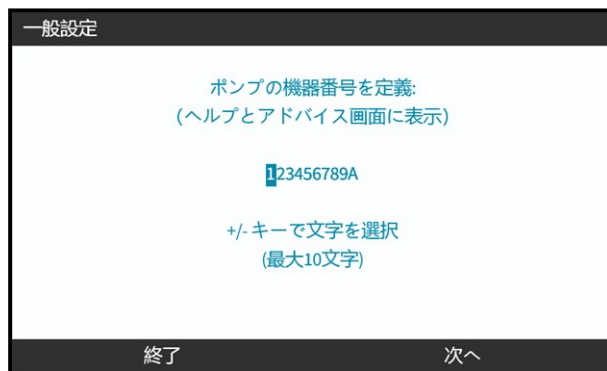 一般設定
ポンプの機器番号を定義:
(ヘルプとアドバイス画面に表示)
123456789A
+/- キーで文字を選択
(最大10文字)
終了 次へ